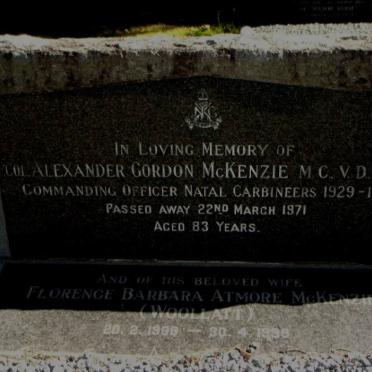 In Loving Memory of
Col. Alexander Gordon McKenzie M.C. V.D.
Commanding Officer Natal Carbineers 1929-1
Passed away 22nd March 1971
Aged 83 Years.
And of his beloved wife
Florence Barbara Atmore McKenzie
(Woollatt)